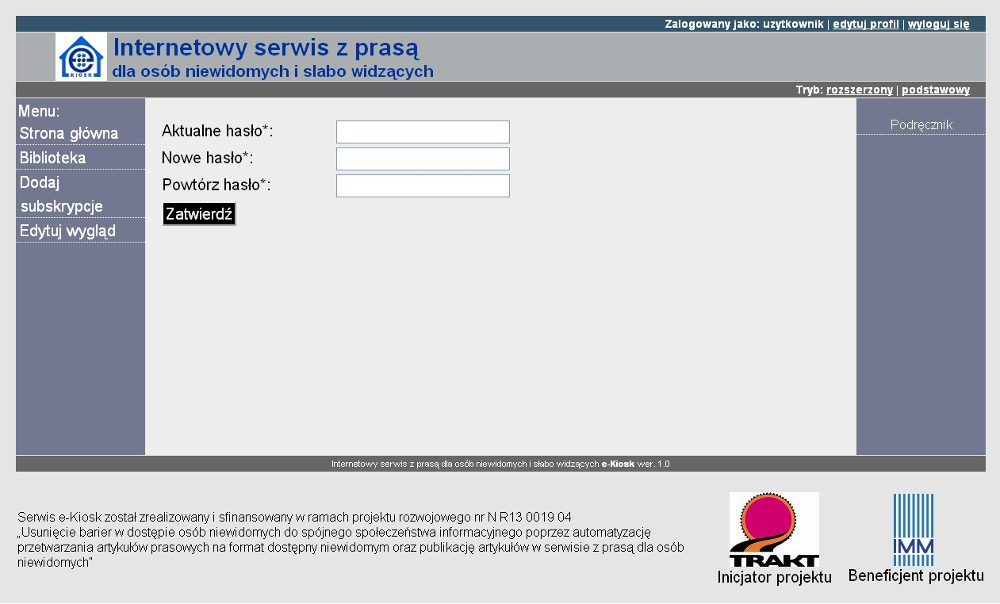 Zalogowany jako: uzytkownik | edytuj profil | wyloguj się
KIOSK
Internetowy serwis z prasą
dla osób niewidomych i slabo widzących
Tryb: rozszerzony | podstawowy
Menu:
Strona główna
Biblioteka
Dodaj
subskrypcje
Edytuj wygląd
Aktualne hasło*:
Nowe hasło*:
Powtórz hasło*:
Zatwierdź
Podręcznik
Internetowy serwis z prasą dla osób niewidomych i słabo widzących e-Kiosk wer. 1.0
Serwis e-Kiosk został zrealizowany i sfinansowany w ramach projektu rozwojowego nr N R13 0019 04
„Usunięcie barier w dostępie osób niewidomych do spójnego społeczeństwa informacyjnego poprzez automatyzację
przetwarzania artykułów prasowych na format dostępny niewidomym oraz publikację artykułów w serwisie z prasą dla osób
niewidomych”
TRAKT
Inicjator projektu
IMM
Beneficjent projektu